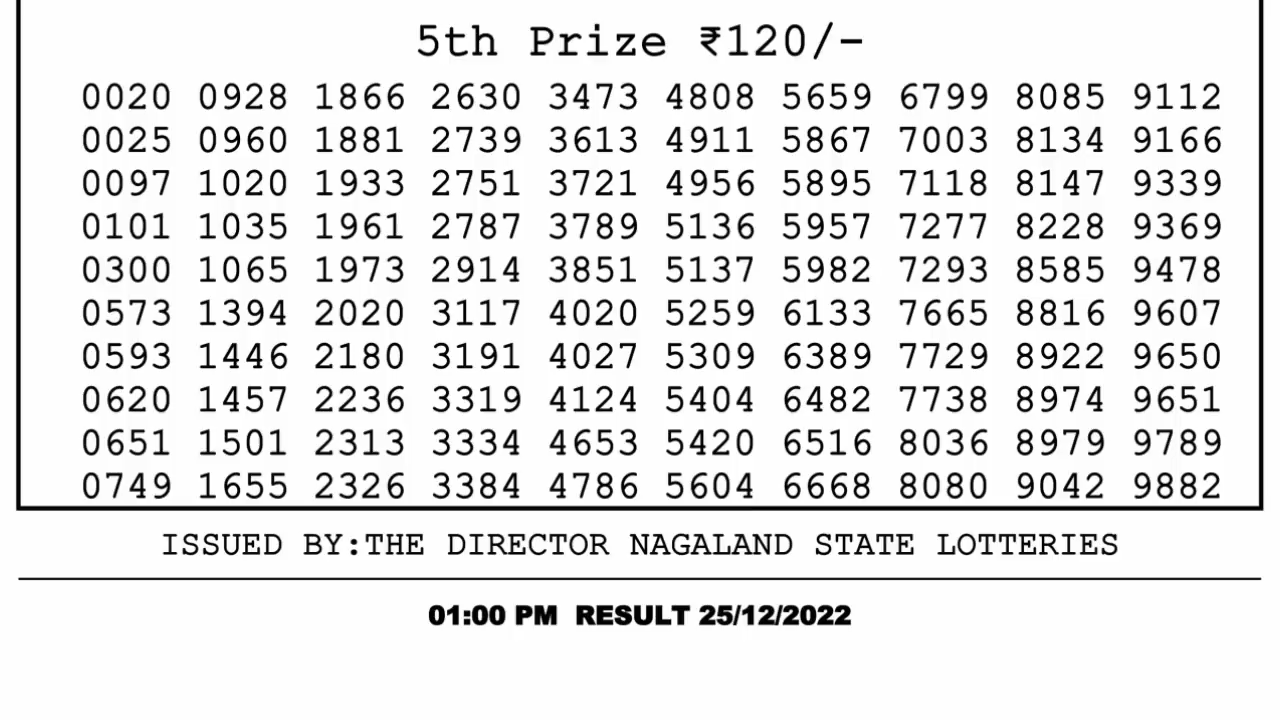 5th Prize ₹120/-
0020 0928 1866 2630 3473 4808 5659 6799 8085 9112
0025 0960 1881 2739 3613 4911 5867 7003 8134 9166
0097 1020 1933 2751 3721 4956 5895 7118 8147 9339
0101 1035 1961 2787 3789 5136 5957 7277 8228 9369
0300 1065 1973 2914 3851 5137 5982 7293 8585 9478
0573 1394 2020 3117 4020 5259 6133 7665 8816 9607
0593 1446 2180 3191 4027 5309 6389 7729 8922 9650
0620 1457 2236 3319 4124 5404 6482 7738 8974 9651
0651 1501 2313 3334 4653 5420 6516 8036 8979 9789
0749 1655 2326 3384 4786 5604 6668 8080 9042 9882
ISSUED BY:THE DIRECTOR NAGALAND STATE LOTTERIES
01:00 PM RESULT 25/12/2022